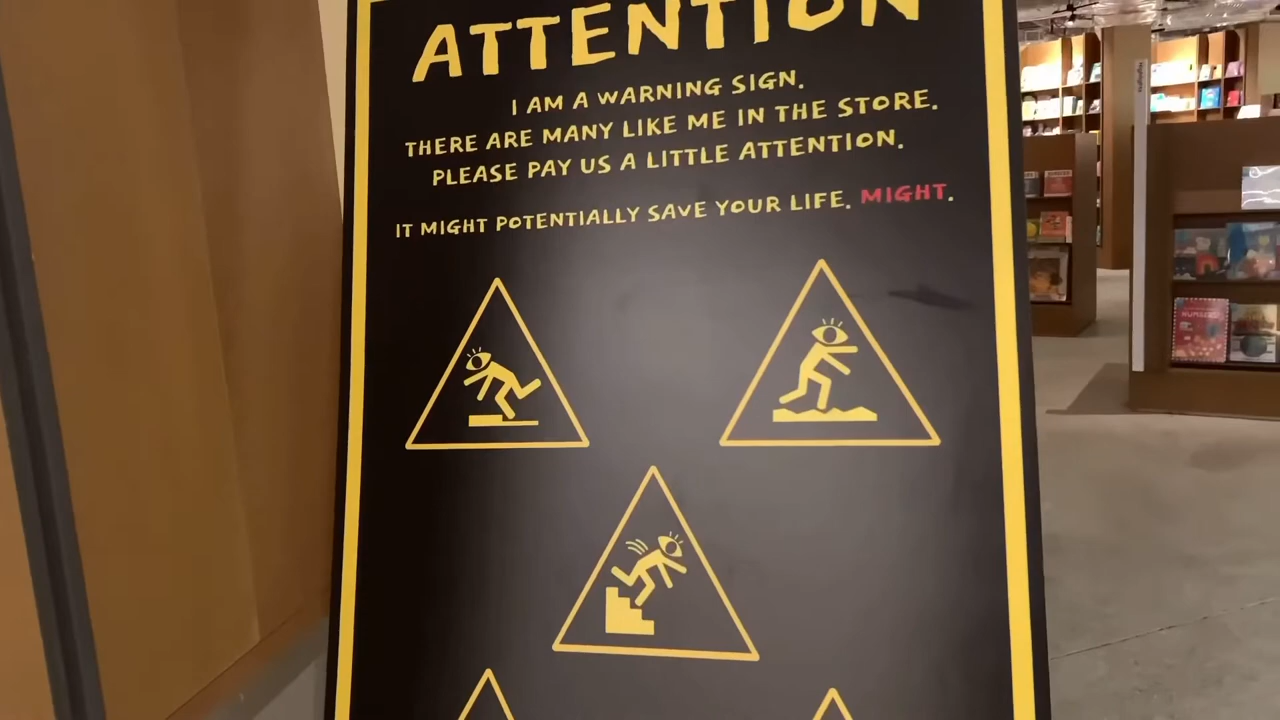 ATTENTION
I AM A WARNING SIGN.
THERE ARE MANY LIKE ME IN THE STORE.
PLEASE PAY US A LITTLE ATTENTION.
IT MIGHT POTENTIALLY SAVE YOUR LIFE. MIGHT.